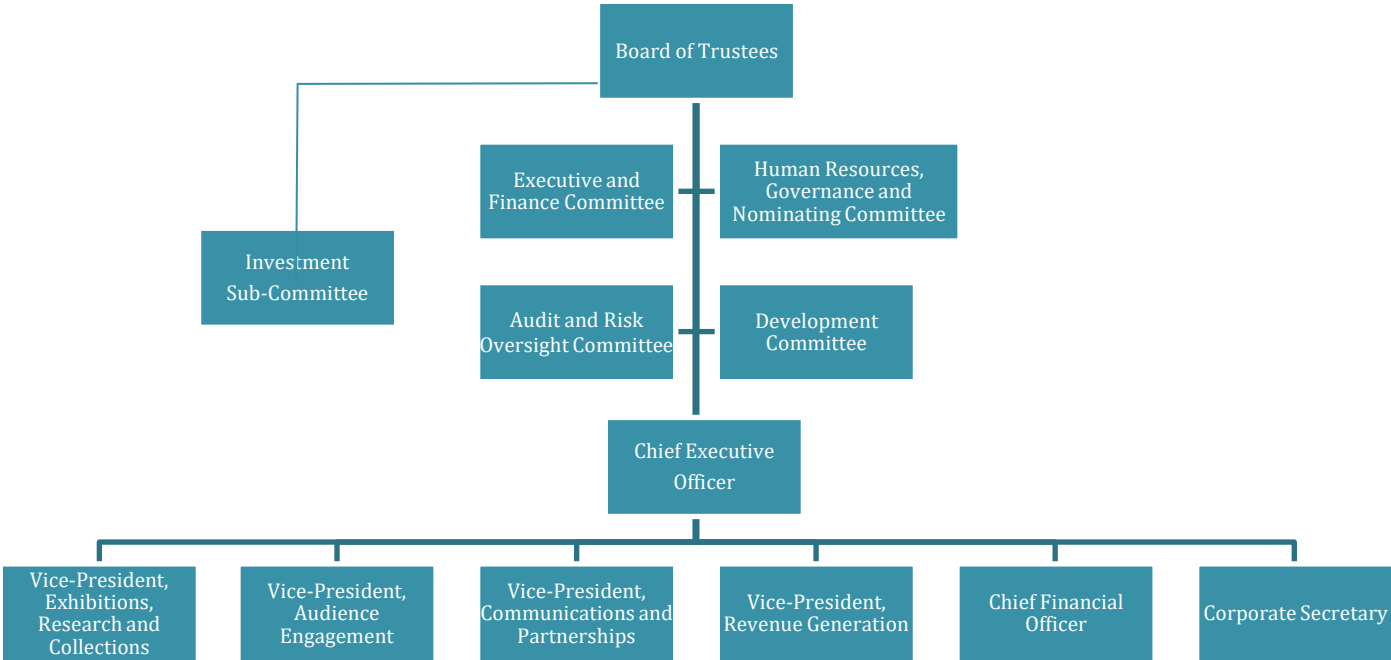 Board of Trustees
Executive and
Finance Committee
Human Resources,
Governance and
Nominating Committee
Investment
Sub-Committee
Audit and Risk
Oversight Committee
Development
Committee
Chief Executive
Officer
Vice-President,
Exhibitions,
Research and
Collections
Vice-President,
Audience
Engagement
Vice-President,
Communications and
Partnerships
Vice-President,
Revenue Generation
Chief Financial
Officer
Corporate Secretary